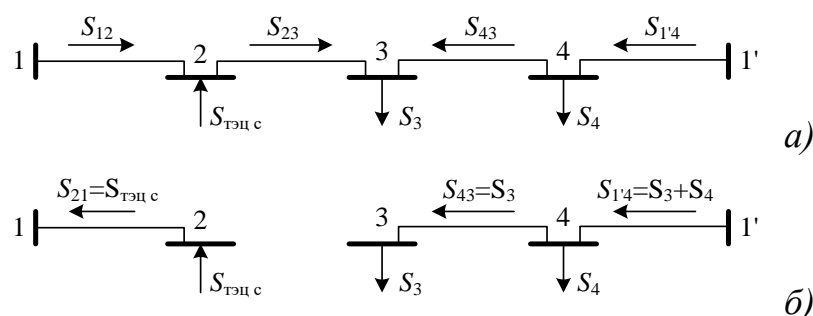 S12 S23 S43 S1'4
1 2 3 4 1'
Sтэц с S3 S4
а)
S21=Sтэц с S43=S3 S1'4=S3+S4
1 2 3 4 1'
Sтэц с S3 S4
б)